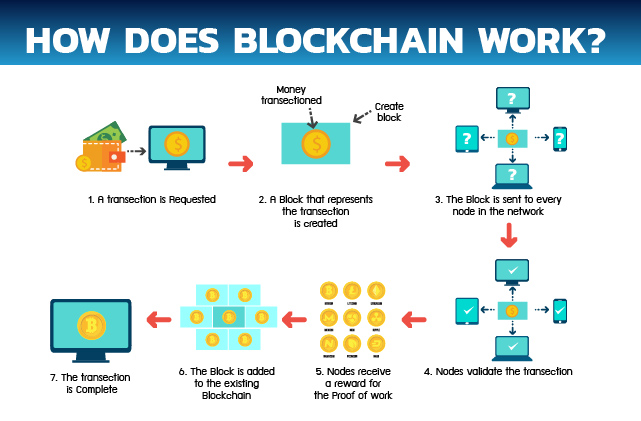 HOW DOES BLOCKCHAIN WORK?
Money
transectioned
Create
block
1. A transection is Requested
2. A Block that represents
the transection
is created
3. The Block is sent to every
node in the network
4. Nodes validate the transection
5. Nodes receive
a reward for
the Proof of work
6. The Block is added
to the existing
Blockchain
7. The transection
is Complete